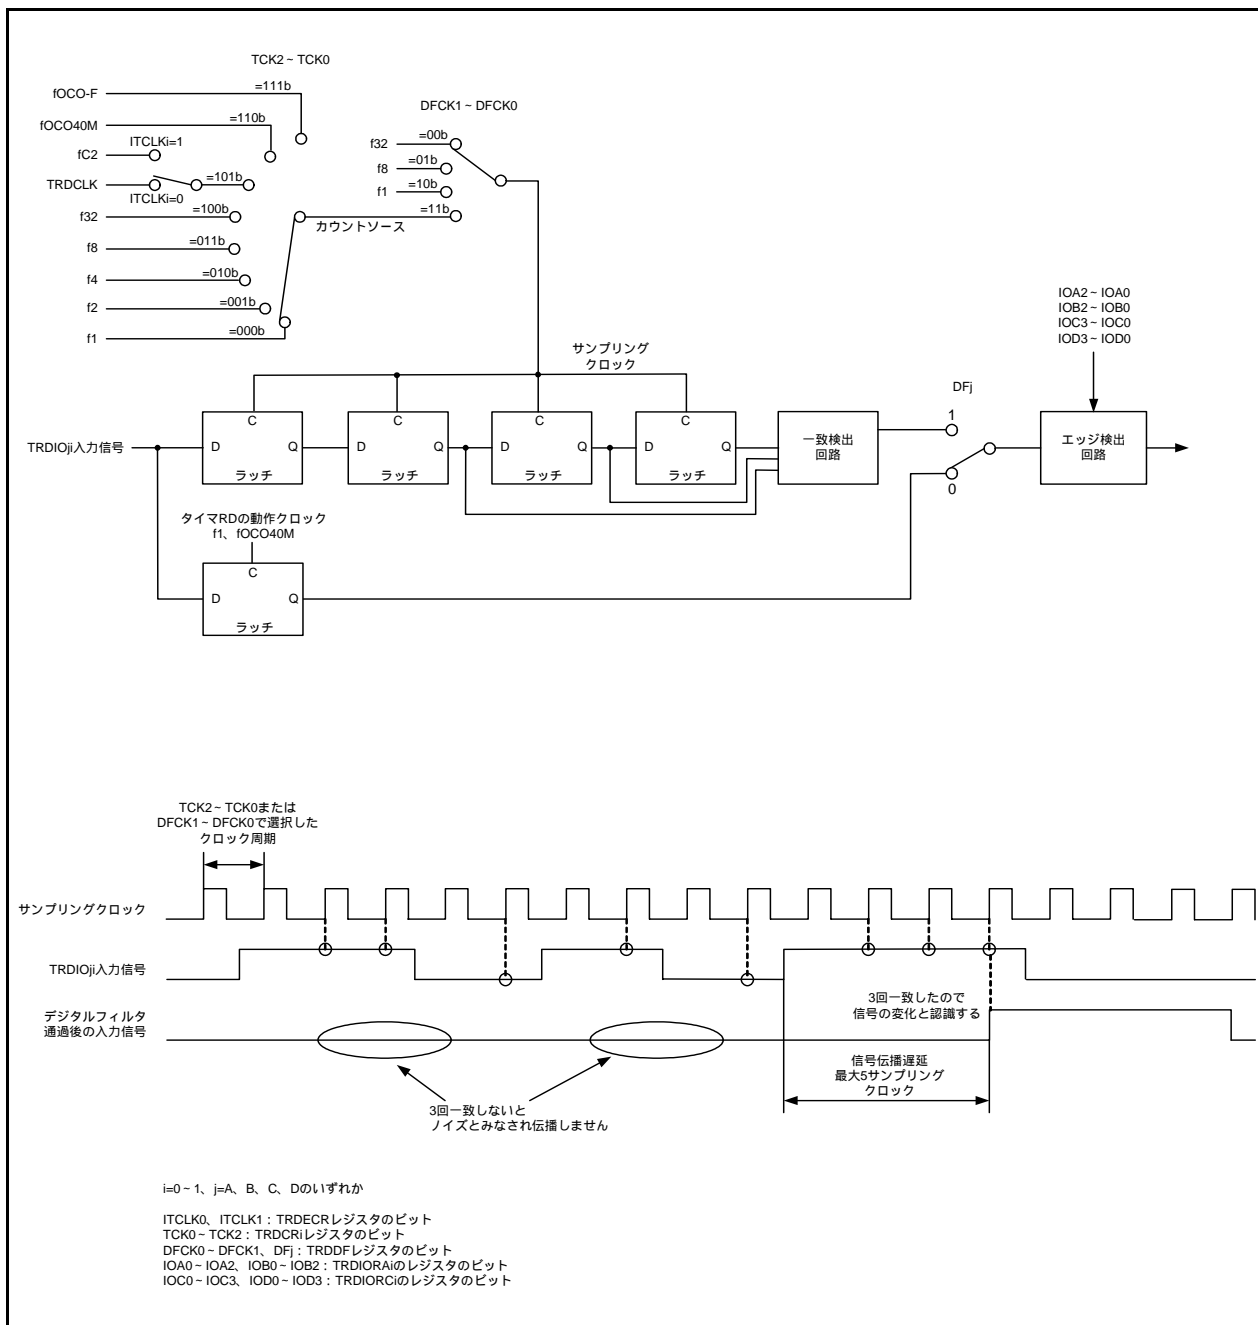 TCK2～TCK0
fOCO-F
=111b
fOCO40M
=110b
fC2
ITCLKi=1
TRDCLK
=101b
ITCLKi=0
f32
=100b
f8
=011b
f4
=010b
f2
=001b
f1
=000b
カウントソース
DFCK1～DFCK0
f32
=00b
f8
=01b
f1
=10b
=11b
サンプリング
クロック
IOA2～IOA0
IOB2～IOB0
IOC3～IOC0
IOD3～IOD0
TRDIOji入力信号
C
D
Q
ラッチ
C
D
Q
ラッチ
C
D
Q
ラッチ
C
D
Q
ラッチ
一致検出
回路
DFj
1
0
エッジ検出
回路
タイマRDの動作クロック
f1、fOCO40M
C
D
Q
ラッチ
TCK2～TCK0または
DFCK1～DFCK0で選択した
クロック周期
サンプリングクロック
TRDIOji入力信号
3回一致したので
信号の変化と認識する
デジタルフィルタ
通過後の入力信号
信号伝播遅延
最大5サンプリング
クロック
3回一致しないと
ノイズとみなされ伝播しません
i=0～1、j=A、B、C、Dのいずれか
ITCLK0、ITCLK1：TRDECRレジスタのビット
TCK0～TCK2：TRDCRiレジスタのビット
DFCK0～DFCK1、DFj：TRDDFレジスタのビット
IOA0～IOA2、IOB0～IOB2：TRDIORAiのレジスタのビット
IOC0～IOC3、IOD0～IOD3：TRDIORCiのレジスタのビット